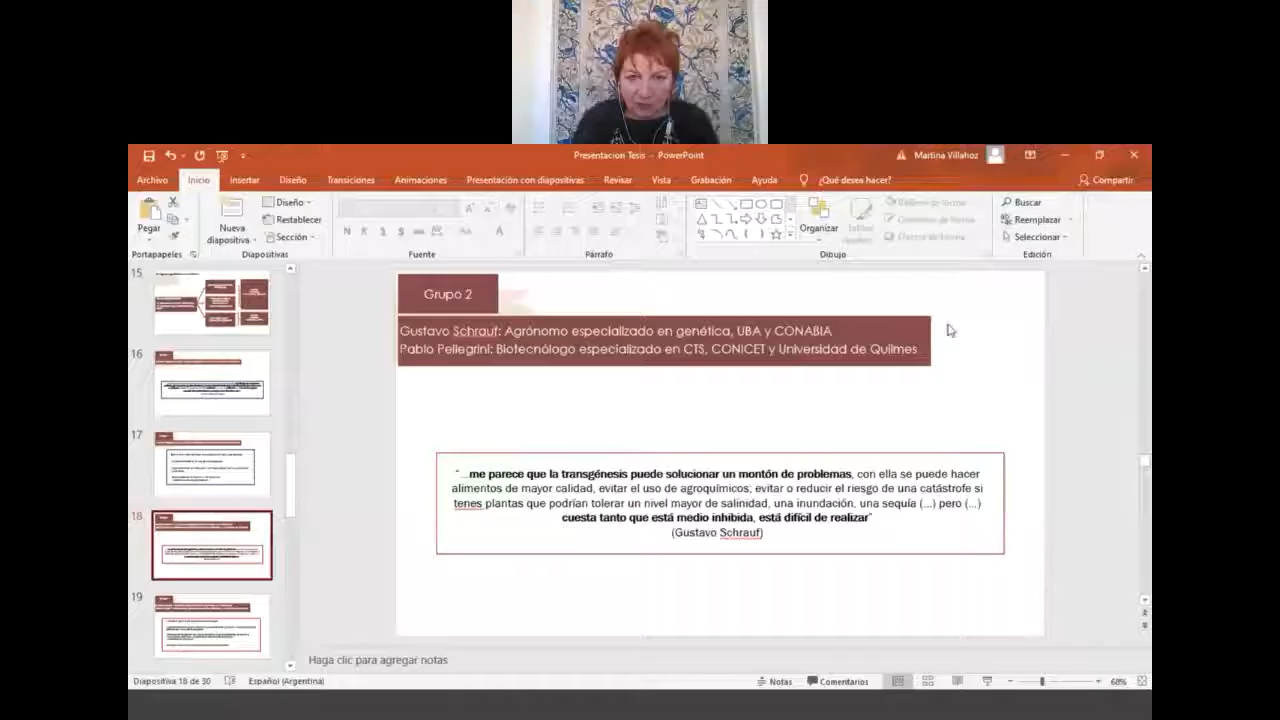 Presentacion Tesis - PowerPoint
Martina Villahoz
Archivo
Inicio
Insertar
Diseño
Transiciones
Animaciones
Presentación con diapositivas
Revisar
Vista
Grabación
Ayuda
¿Qué desea hacer?
Compartir
Pegar
Portapapeles
Nueva
diapositiva
Diseño
Restablecer
Sección
Diapositivas
N K S
Fuente
Párrafo
Organizar
Dibujo
Buscar
Reemplazar
Seleccionar
Edición
15
16
17
18
19
Grupo 2
Gustavo Schrauf: Agrónomo especializado en genética, UBA y CONABIA
Pablo Pellegrini: Biotecnólogo especializado en CTS, CONICET y Universidad de Quilmes
"...me parece que la transgénesis puede solucionar un montón de problemas, con ella se puede hacer
alimentos de mayor calidad, evitar el uso de agroquímicos; evitar o reducir el riesgo de una catástrofe si
tenes plantas que podrían tolerar un nivel mayor de salinidad, una inundación, una sequía (...) pero (...)
cuesta tanto que está medio inhibida, está difícil de realizar"
(Gustavo Schrauf)
Haga clic para agregar notas
Diapositiva 18 de 30
Español (Argentina)
Notas
Comentarios
68%